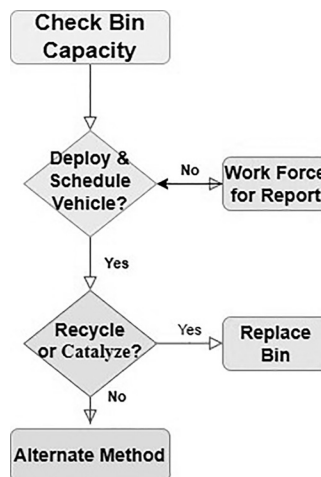 Check Bin
Capacity
Deploy &
Schedule
Vehicle?
No
Work Force
for Report
Yes
Recycle
or Catalyze?
Yes
Replace
Bin
No
Alternate Method